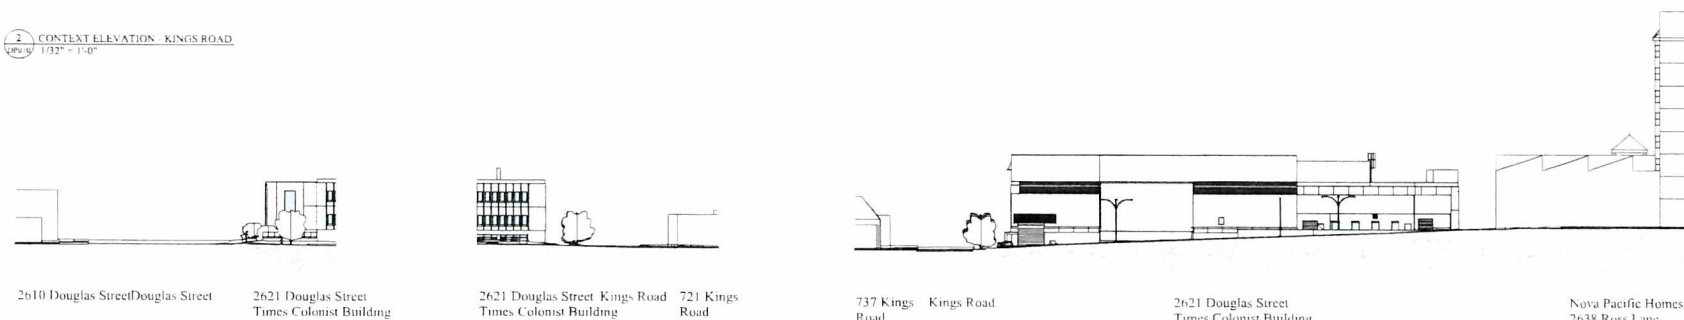 2 CONTEXT ELEVATION - KINGS ROAD
1/32" = 1'-0"
2610 Douglas StreetDouglas Street
2621 Douglas Street
Times Colonist Building
2621 Douglas Street Kings Road 721 Kings
Times Colonist Building Road
737 Kings Kings Road
Road
2621 Douglas Street
Times Colonist Building
Nova Pacific Homes
2638 Ross Lane